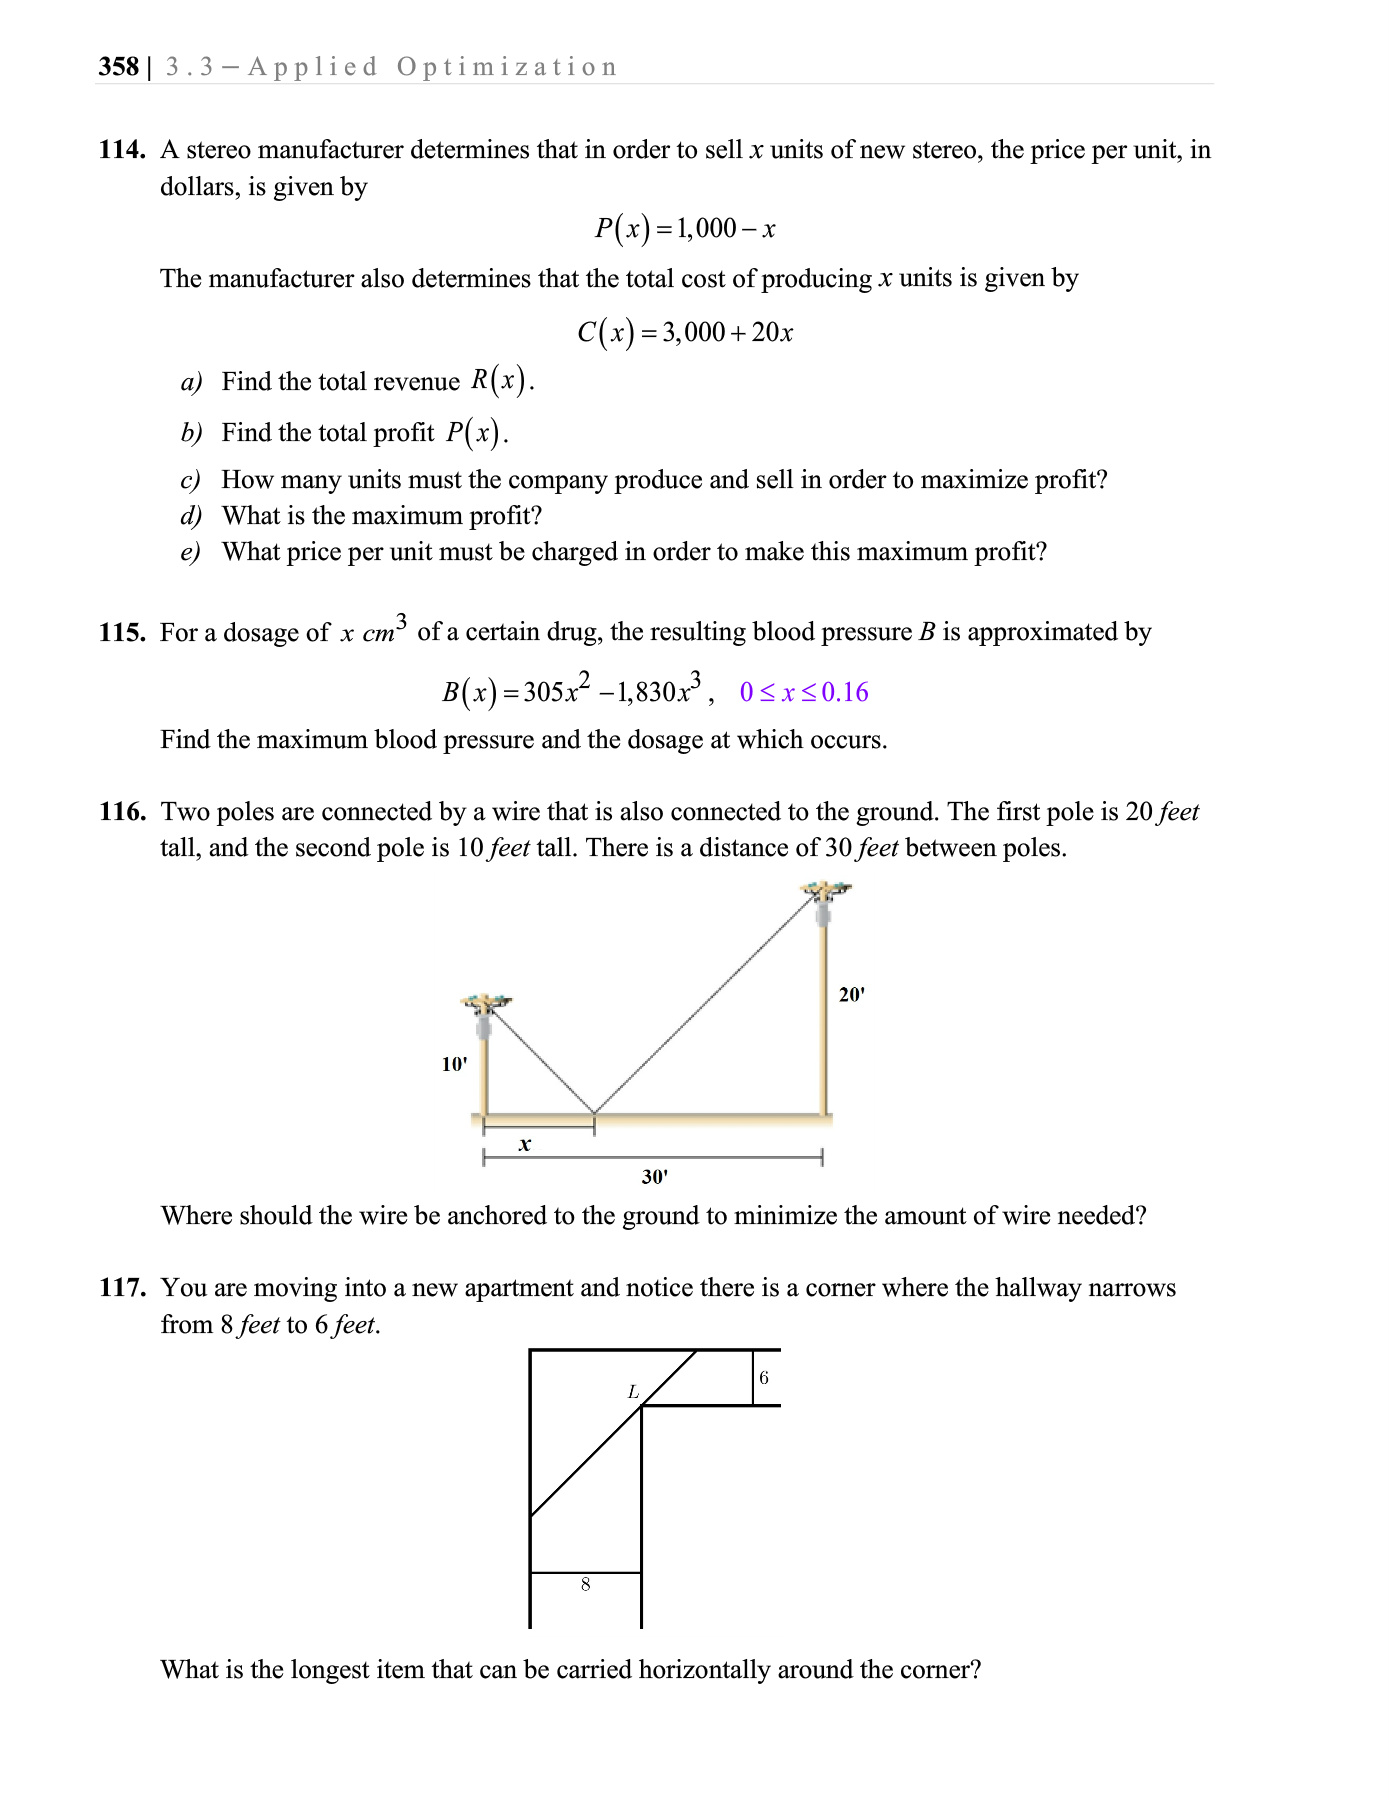 358 | 3.3 – Applied Optimization
114. A stereo manufacturer determines that in order to sell x units of new stereo, the price per unit, in
dollars, is given by
P(x) = 1,000 – x
The manufacturer also determines that the total cost of producing x units is given by
C(x) = 3,000 + 20x
a) Find the total revenue R(x).
b) Find the total profit P(x).
c) How many units must the company produce and sell in order to maximize profit?
d) What is the maximum profit?
e) What price per unit must be charged in order to make this maximum profit?
115. For a dosage of x cm³ of a certain drug, the resulting blood pressure B is approximated by
B(x) = 305x² – 1,830x³, 0 ≤ x ≤ 0.16
Find the maximum blood pressure and the dosage at which occurs.
116. Two poles are connected by a wire that is also connected to the ground. The first pole is 20 feet
tall, and the second pole is 10 feet tall. There is a distance of 30 feet between poles.
20'
10'
x
30'
Where should the wire be anchored to the ground to minimize the amount of wire needed?
117. You are moving into a new apartment and notice there is a corner where the hallway narrows
from 8 feet to 6 feet.
6
L
8
What is the longest item that can be carried horizontally around the corner?